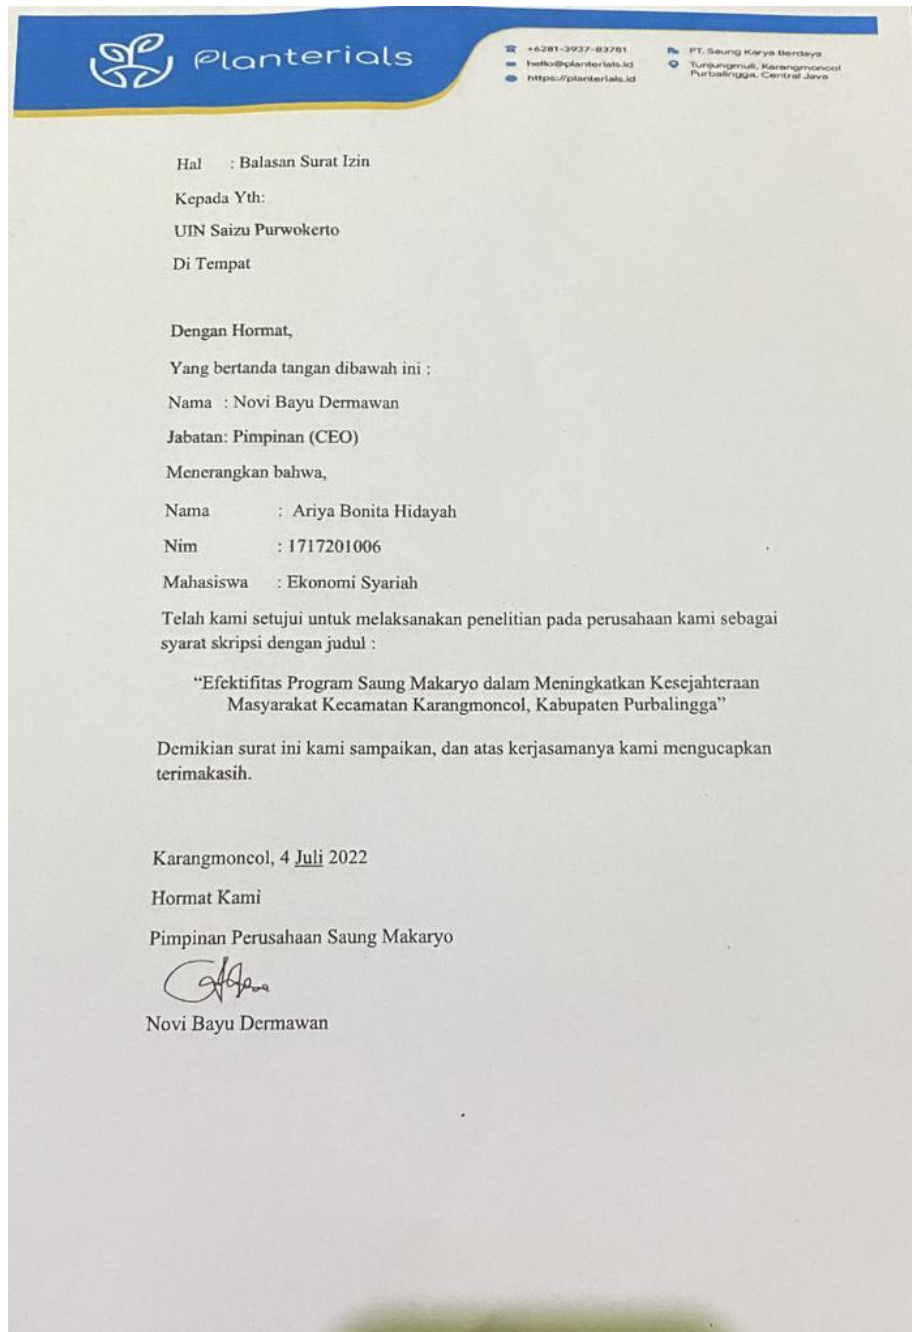 Planterials
+6281-3937-83781
hello@planterials.id
https://planterials.id
PT. Saung Karya Berdaya
Tunjungmuli, Karangmoncol
Purbalingga, Central Java
Hal : Balasan Surat Izin
Kepada Yth:
UIN Saizu Purwokerto
Di Tempat
Dengan Hormat,
Yang bertanda tangan dibawah ini :
Nama : Novi Bayu Dermawan
Jabatan: Pimpinan (CEO)
Menerangkan bahwa,
Nama : Ariya Bonita Hidayah
Nim : 1717201006
Mahasiswa : Ekonomi Syariah
Telah kami setujui untuk melaksanakan penelitian pada perusahaan kami sebagai
syarat skripsi dengan judul :
“Efektifitas Program Saung Makaryo dalam Meningkatkan Kesejahteraan
Masyarakat Kecamatan Karangmoncol, Kabupaten Purbalingga”
Demikian surat ini kami sampaikan, dan atas kerjasamanya kami mengucapkan
terimakasih.
Karangmoncol, 4 Juli 2022
Hormat Kami
Pimpinan Perusahaan Saung Makaryo
Novi Bayu Dermawan